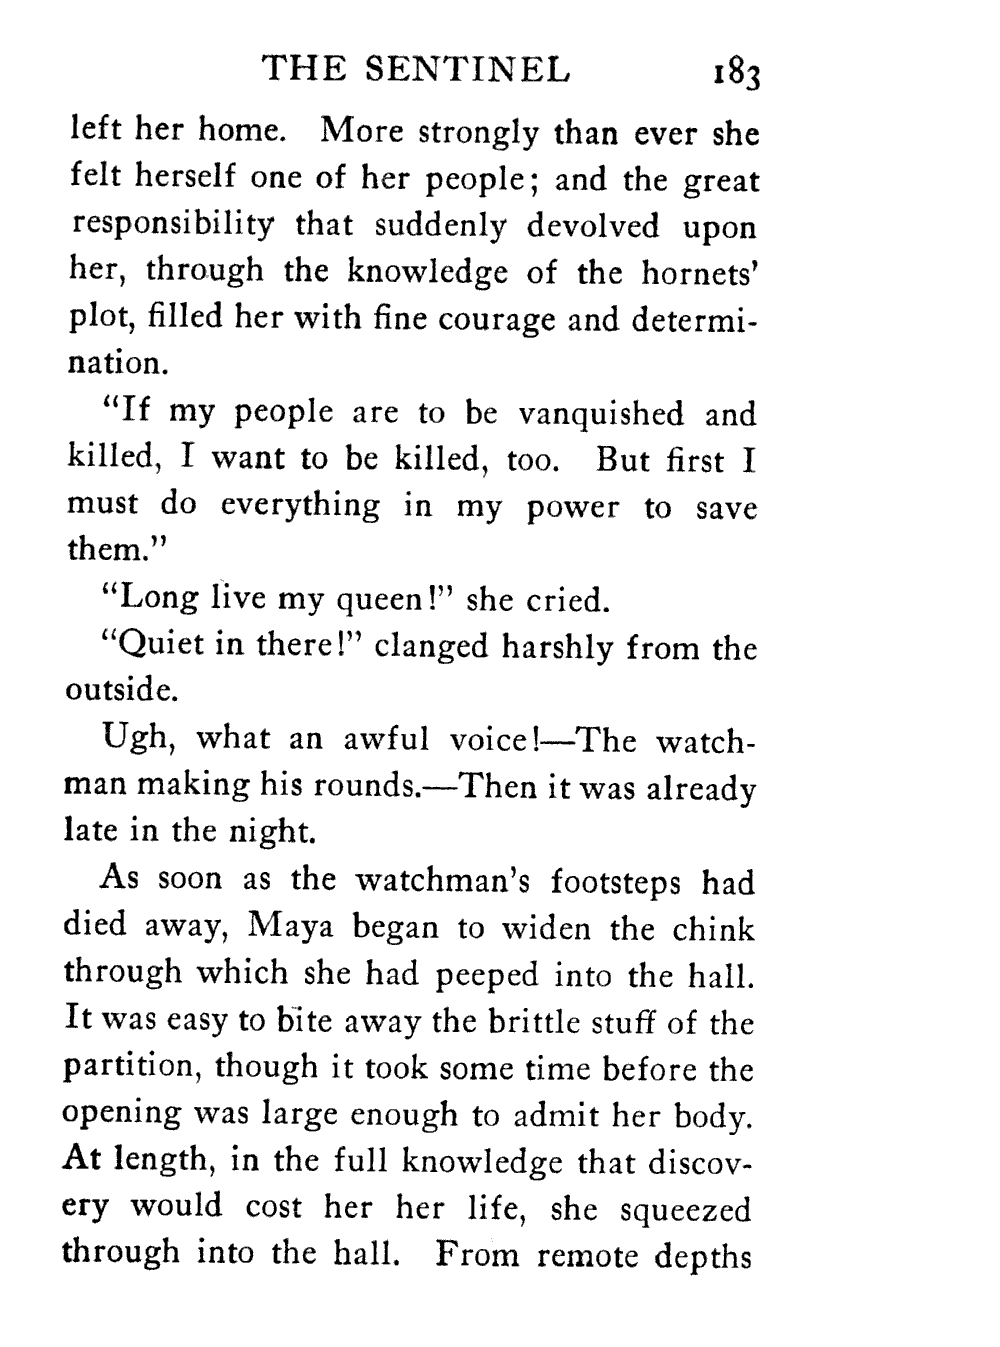 THE SENTINEL 183
left her home. More strongly than ever she
felt herself one of her people; and the great
responsibility that suddenly devolved upon
her, through the knowledge of the hornets’
plot, filled her with fine courage and determi-
nation.
“If my people are to be vanquished and
killed, I want to be killed, too. But first I
must do everything in my power to save
them.”
“Long live my queen!” she cried.
“Quiet in there!” clanged harshly from the
outside.
Ugh, what an awful voice!—The watch-
man making his rounds.—Then it was already
late in the night.
As soon as the watchman’s footsteps had
died away, Maya began to widen the chink
through which she had peeped into the hall.
It was easy to bite away the brittle stuff of the
partition, though it took some time before the
opening was large enough to admit her body.
At length, in the full knowledge that discov-
ery would cost her her life, she squeezed
through into the hall. From remote depths